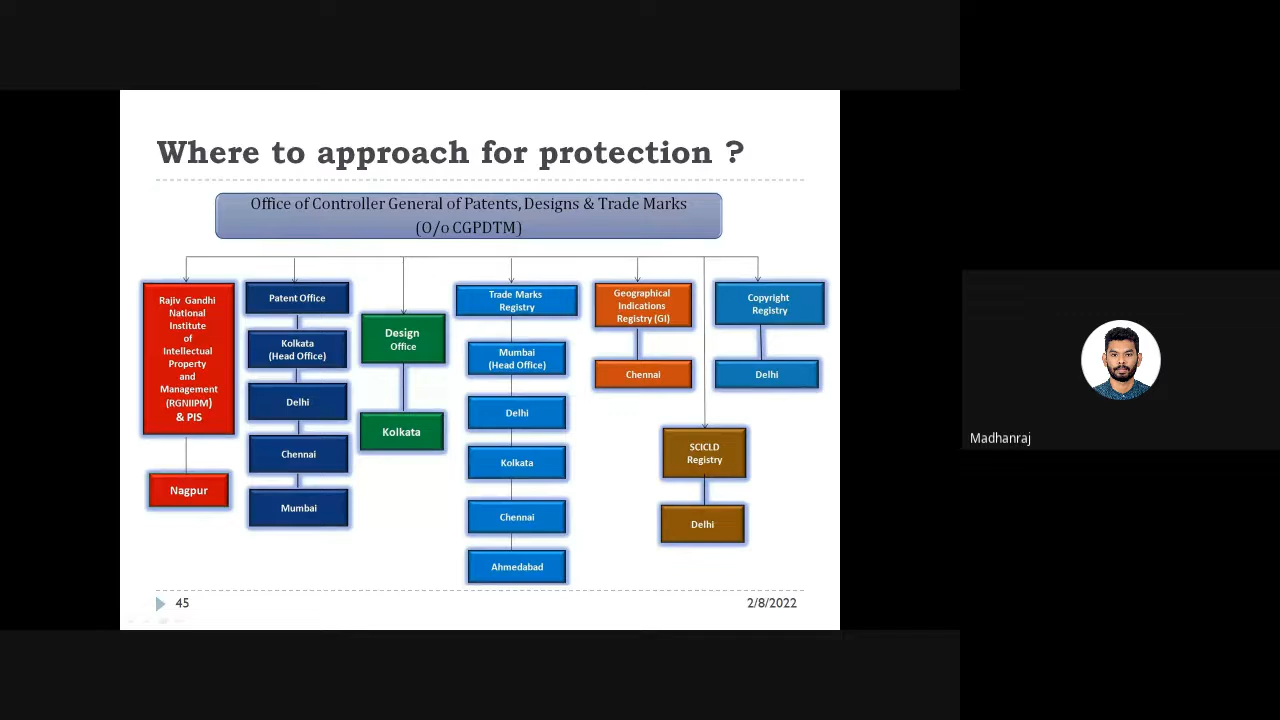 Where to approach for protection ?
Office of Controller General of Patents, Designs & Trade Marks
(O/o CGPDTM)
Rajiv Gandhi
National
Institute
of
Intellectual
Property
and
Management
(RGNIIPM)
& PIS
Nagpur
Patent Office
Kolkata
(Head Office)
Delhi
Chennai
Mumbai
Design
Office
Kolkata
Trade Marks
Registry
Mumbai
(Head Office)
Delhi
Kolkata
Chennai
Ahmedabad
Geographical
Indications
Registry (GI)
Chennai
SCICLD
Registry
Delhi
Copyright
Registry
Delhi
45
2/8/2022
Madhanraj